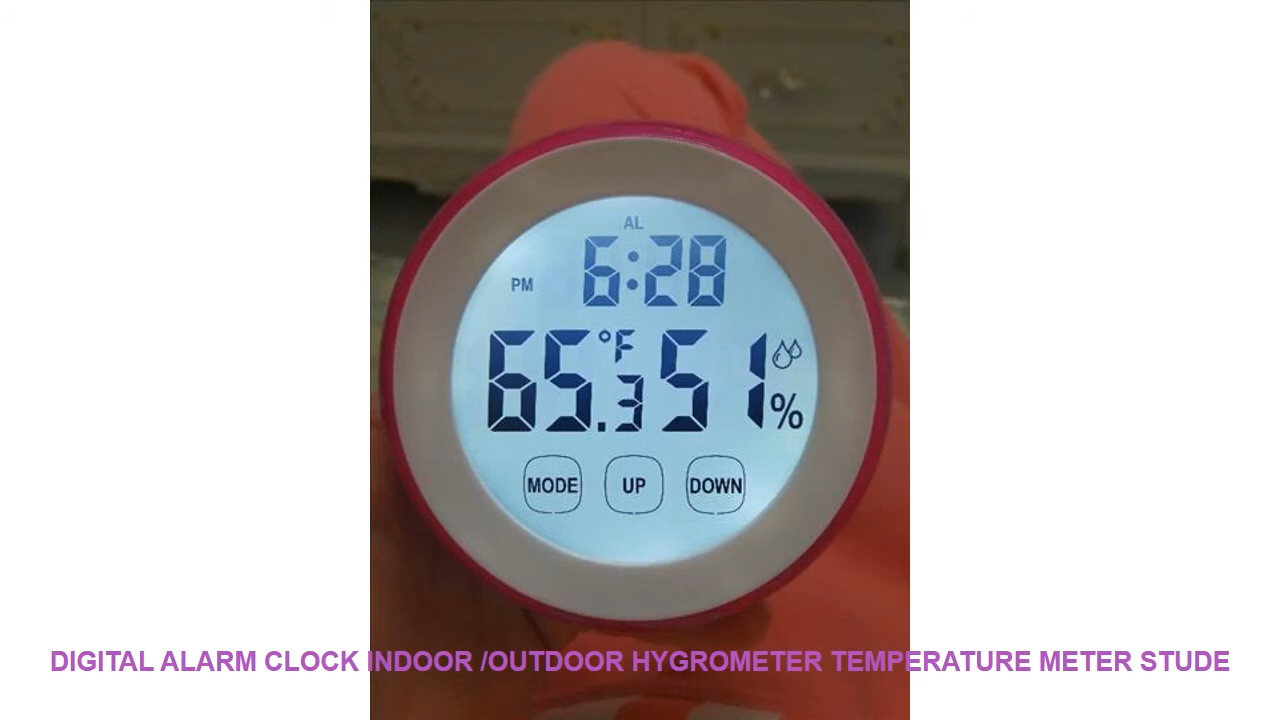 AL
PM 6:28
65.3 °F 51 %
MODE UP DOWN
DIGITAL ALARM CLOCK INDOOR /OUTDOOR HYGROMETER TEMPERATURE METER STUDE